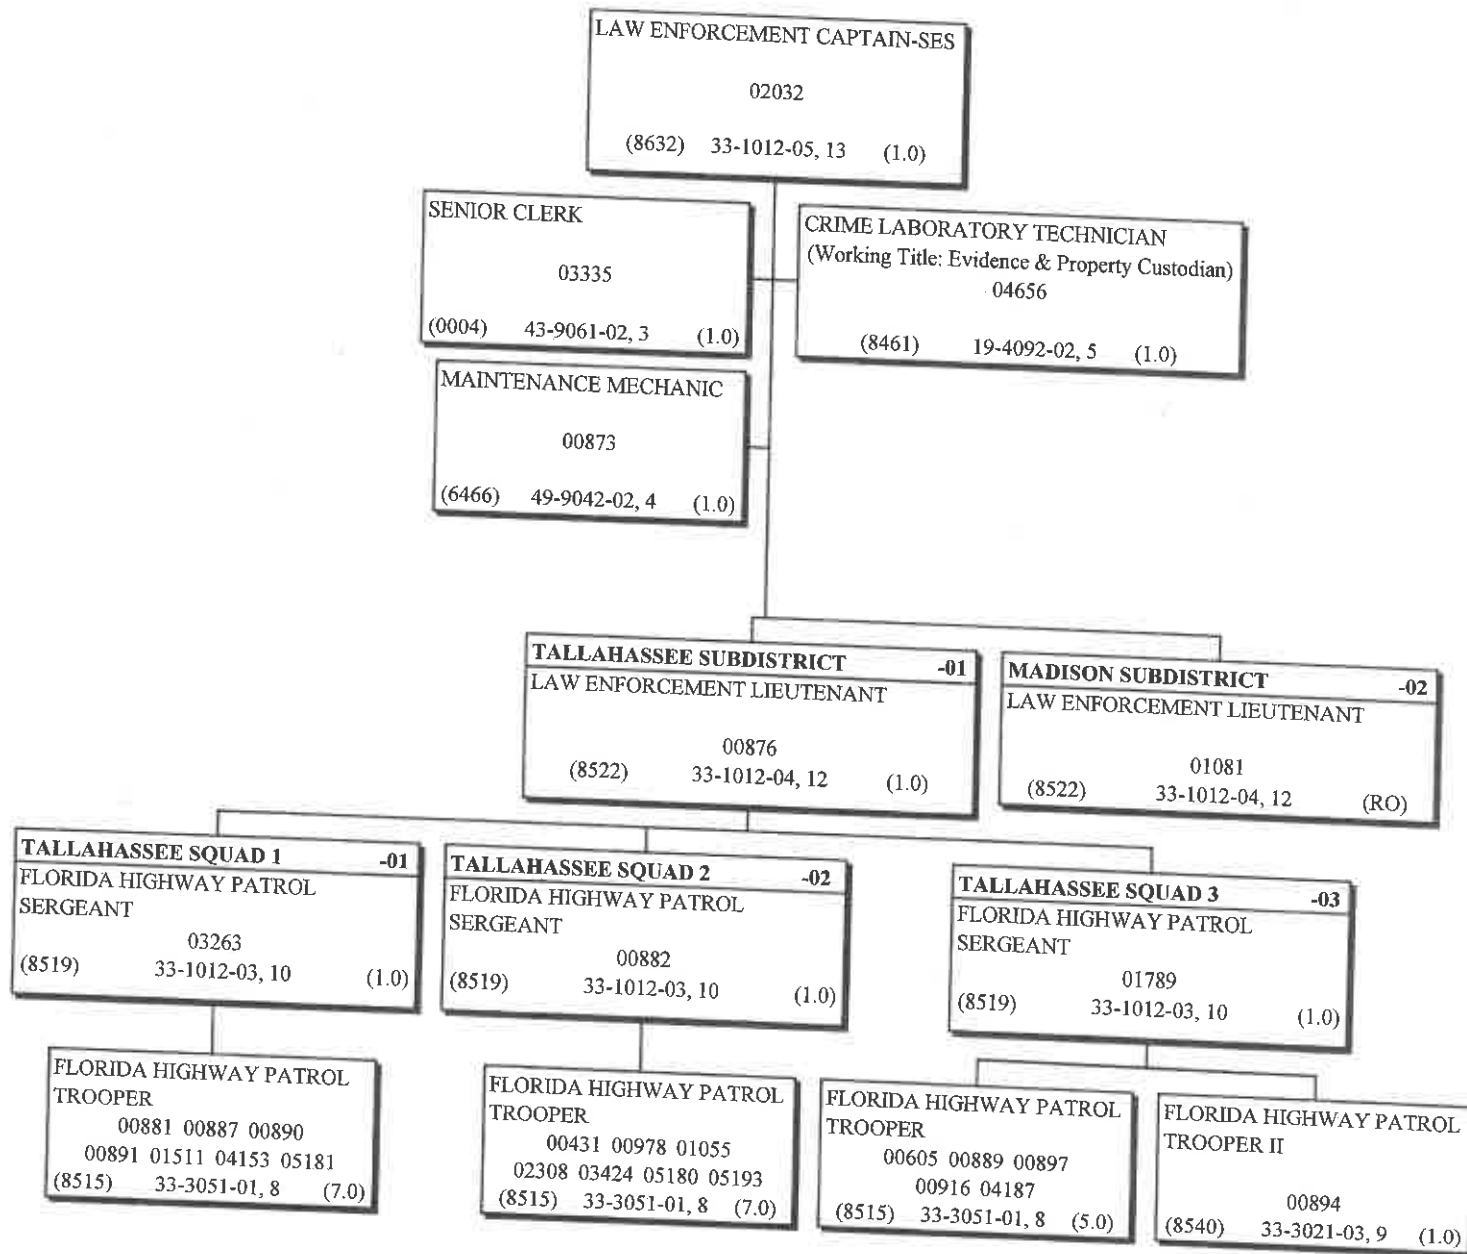 LAW ENFORCEMENT CAPTAIN-SES
02032
(8632) 33-1012-05, 13 (1.0)
SENIOR CLERK
03335
(0004) 43-9061-02, 3 (1.0)
CRIME LABORATORY TECHNICIAN
(Working Title: Evidence & Property Custodian)
04656
(8461) 19-4092-02, 5 (1.0)
MAINTENANCE MECHANIC
00873
(6466) 49-9042-02, 4 (1.0)
TALLAHASSEE SUBDISTRICT -01
LAW ENFORCEMENT LIEUTENANT
00876
(8522) 33-1012-04, 12 (1.0)
MADISON SUBDISTRICT -02
LAW ENFORCEMENT LIEUTENANT
01081
(8522) 33-1012-04, 12 (RO)
TALLAHASSEE SQUAD 1 -01
FLORIDA HIGHWAY PATROL
SERGEANT
03263
(8519) 33-1012-03, 10 (1.0)
TALLAHASSEE SQUAD 2 -02
FLORIDA HIGHWAY PATROL
SERGEANT
00882
(8519) 33-1012-03, 10 (1.0)
TALLAHASSEE SQUAD 3 -03
FLORIDA HIGHWAY PATROL
SERGEANT
01789
(8519) 33-1012-03, 10 (1.0)
FLORIDA HIGHWAY PATROL
TROOPER
00881 00887 00890
00891 01511 04153 05181
(8515) 33-3051-01, 8 (7.0)
FLORIDA HIGHWAY PATROL
TROOPER
00431 00978 01055
02308 03424 05180 05193
(8515) 33-3051-01, 8 (7.0)
FLORIDA HIGHWAY PATROL
TROOPER
00605 00889 00897
00916 04187
(8515) 33-3051-01, 8 (5.0)
FLORIDA HIGHWAY PATROL
TROOPER II
00894
(8540) 33-3021-03, 9 (1.0)